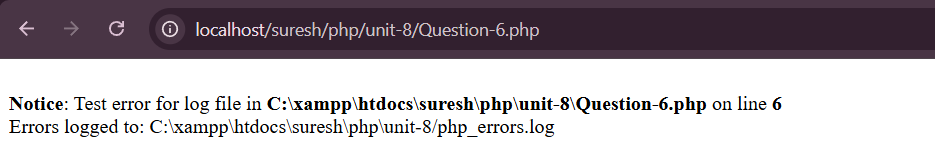 localhost/suresh/php/unit-8/Question-6.php
Notice: Test error for log file in C:\xampp\htdocs\suresh\php\unit-8\Question-6.php on line 6
Errors logged to: C:\xampp\htdocs\suresh\php\unit-8/php_errors.log